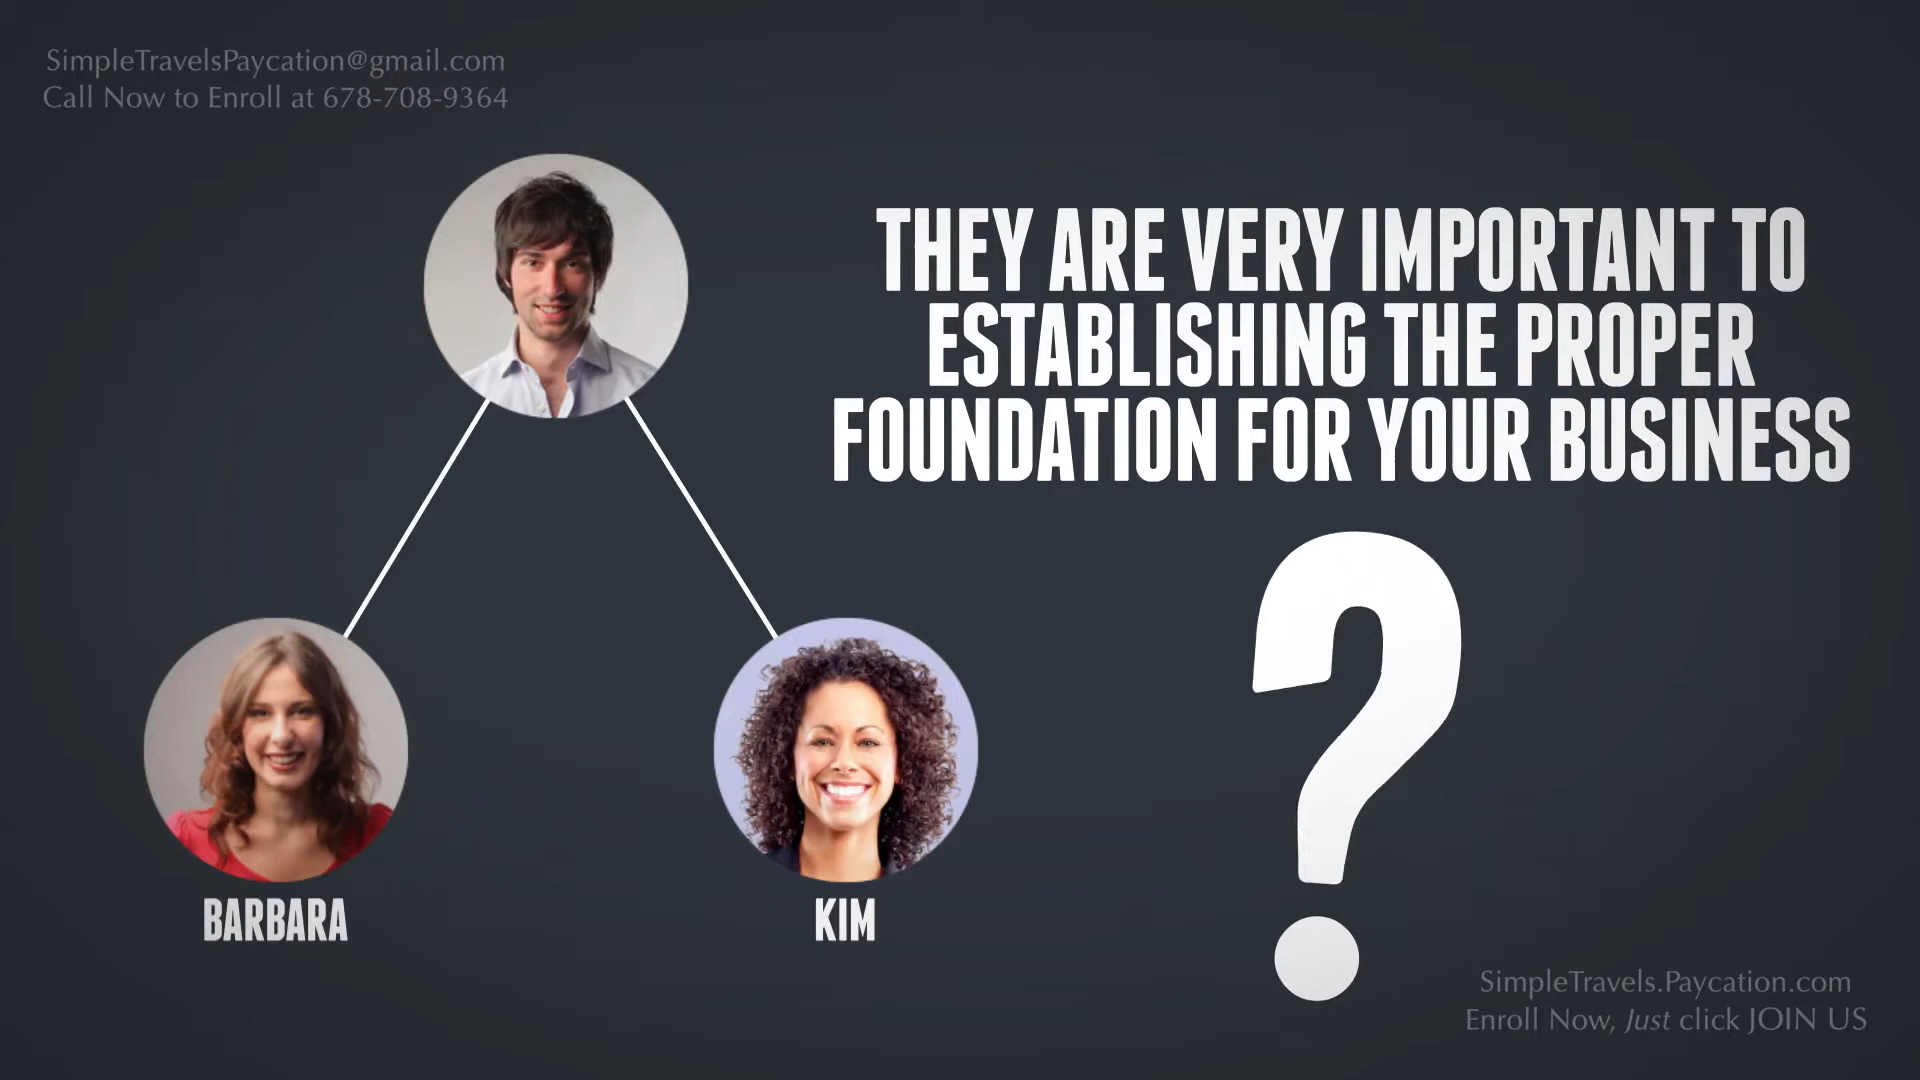 SimpleTravelsPaycation@gmail.com
Call Now to Enroll at 678-708-9364
THEY ARE VERY IMPORTANT TO
ESTABLISHING THE PROPER
FOUNDATION FOR YOUR BUSINESS
?
BARBARA
KIM
SimpleTravels.Paycation.com
Enroll Now, Just click JOIN US